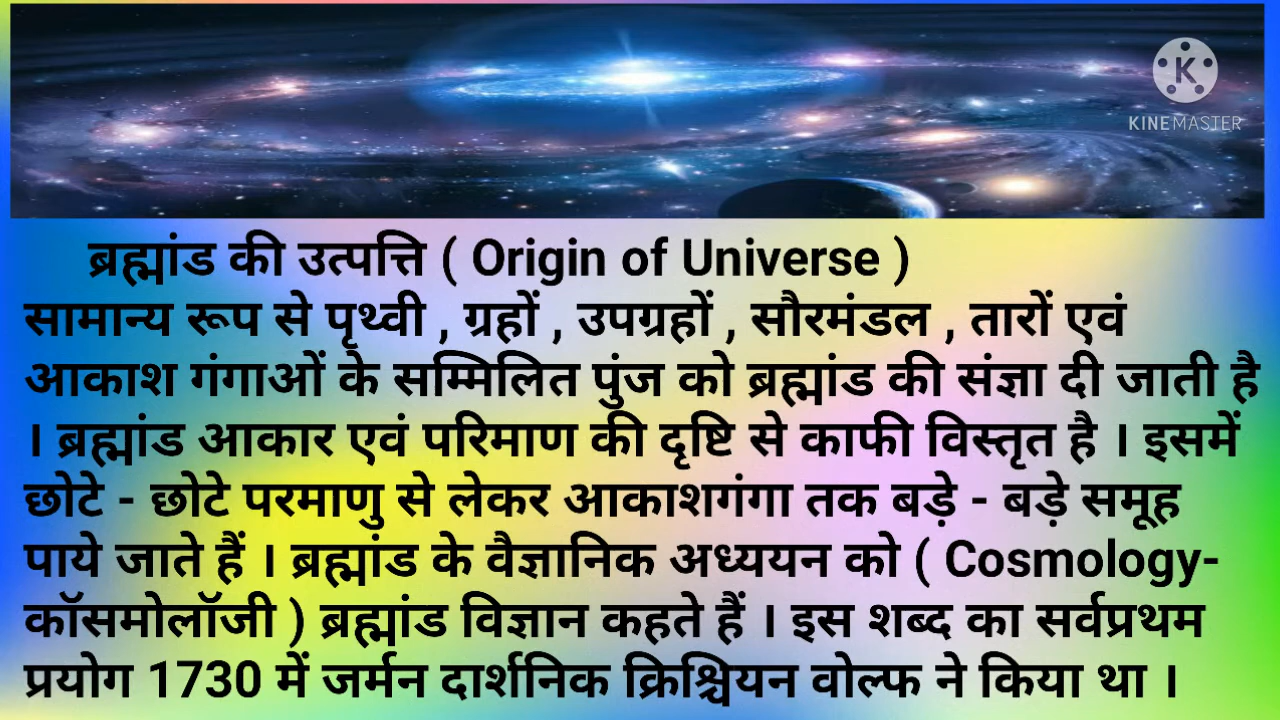 KINEMASTER
ब्रह्मांड की उत्पत्ति ( Origin of Universe )
सामान्य रूप से पृथ्वी , ग्रहों , उपग्रहों , सौरमंडल , तारों एवं
आकाश गंगाओं के सम्मिलित पुंज को ब्रह्मांड की संज्ञा दी जाती है
। ब्रह्मांड आकार एवं परिमाण की दृष्टि से काफी विस्तृत है । इसमें
छोटे - छोटे परमाणु से लेकर आकाशगंगा तक बड़े - बड़े समूह
पाये जाते हैं । ब्रह्मांड के वैज्ञानिक अध्ययन को ( Cosmology-
कॉसमोलॉजी ) ब्रह्मांड विज्ञान कहते हैं । इस शब्द का सर्वप्रथम
प्रयोग 1730 में जर्मन दार्शनिक क्रिश्चियन वोल्फ ने किया था ।